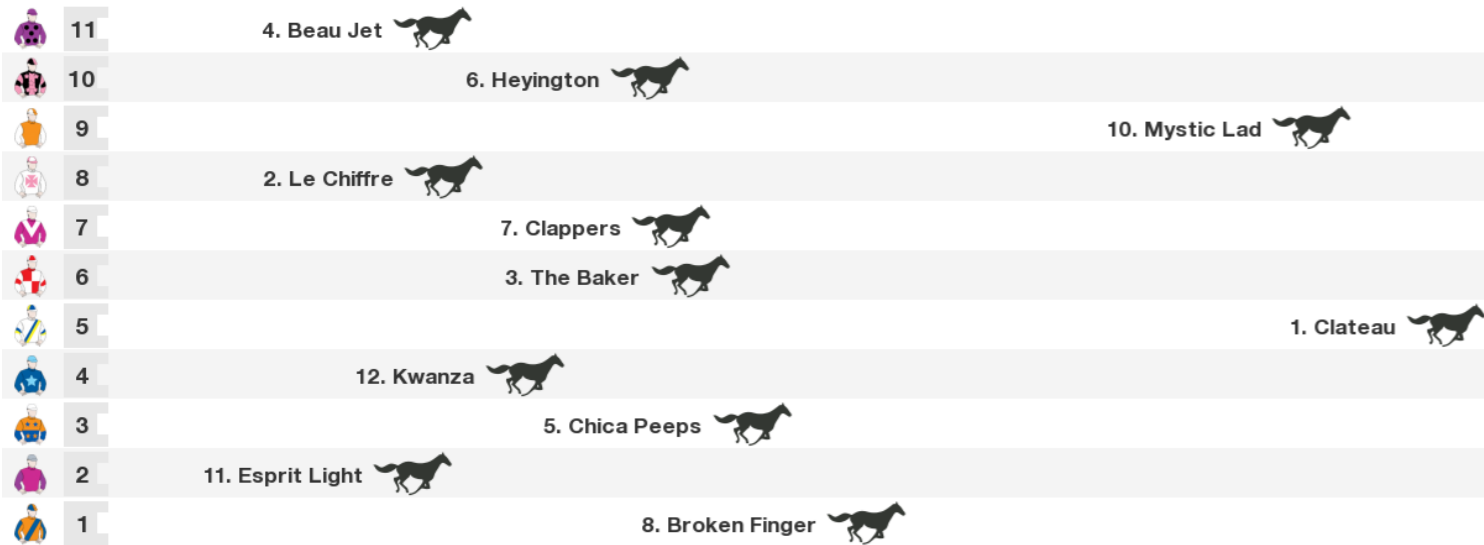 11 4. Beau Jet
10 6. Heyington
9 10. Mystic Lad
8 2. Le Chiffre
7 7. Clappers
6 3. The Baker
5 1. Clateau
4 12. Kwanza
3 5. Chica Peeps
2 11. Esprit Light
1 8. Broken Finger